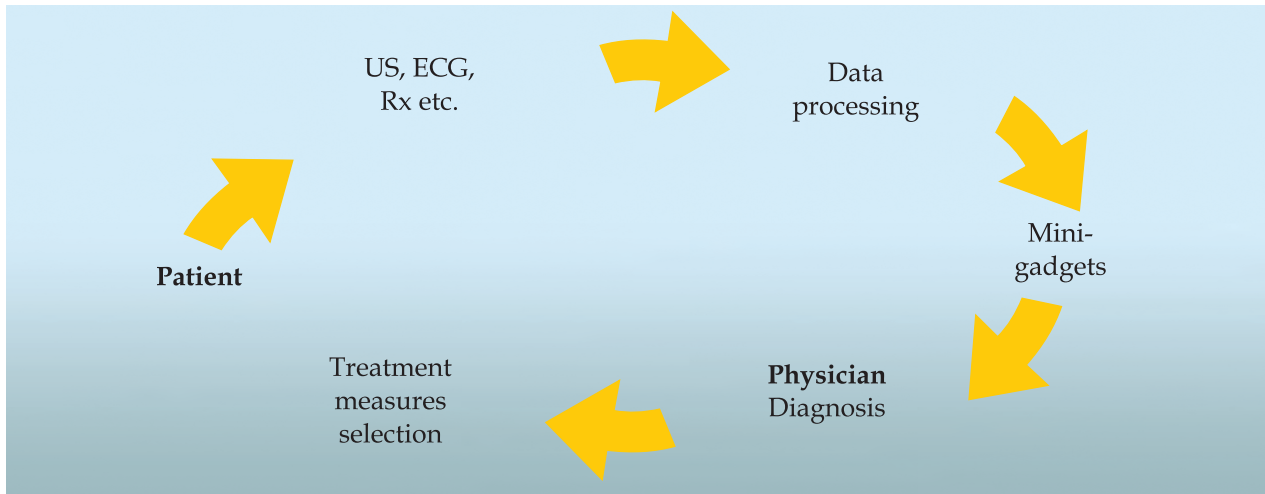 US, ECG,
Rx etc.
Data
processing
Mini-
gadgets
Patient
Physician
Diagnosis
Treatment
measures
selection